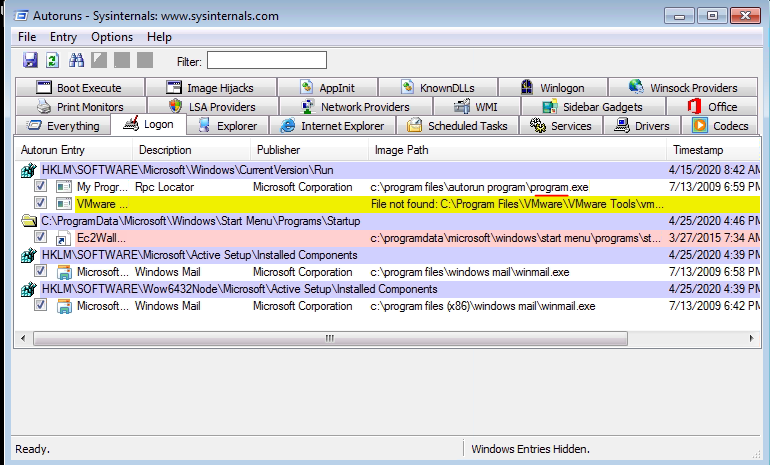 Autoruns - Sysinternals: www.sysinternals.com
File Entry Options Help
Filter:
Boot Execute Image Hijacks AppInit KnownDLLs Winlogon Winsock Providers
Print Monitors LSA Providers Network Providers WMI Sidebar Gadgets Office
Everything Logon Explorer Internet Explorer Scheduled Tasks Services Drivers Codecs
Autorun Entry Description Publisher Image Path Timestamp
HKLM\SOFTWARE\Microsoft\Windows\CurrentVersion\Run 4/15/2020 8:42 AM
My Progr... Rpc Locator Microsoft Corporation c:\program files\autorun program\program.exe 7/13/2009 6:59 PM
VMware ... File not found: C:\Program Files\VMware\VMware Tools\vm...
C:\ProgramData\Microsoft\Windows\Start Menu\Programs\Startup 4/25/2020 4:46 PM
Ec2Wall... c:\programdata\microsoft\windows\start menu\programs\st... 3/27/2015 7:34 AM
HKLM\SOFTWARE\Microsoft\Active Setup\Installed Components 4/25/2020 4:39 PM
Microsoft... Windows Mail Microsoft Corporation c:\program files\windows mail\winmail.exe 7/13/2009 6:58 PM
HKLM\SOFTWARE\Wow6432Node\Microsoft\Active Setup\Installed Components 4/25/2020 4:39 PM
Microsoft... Windows Mail Microsoft Corporation c:\program files (x86)\windows mail\winmail.exe 7/13/2009 6:42 PM
Ready. Windows Entries Hidden.